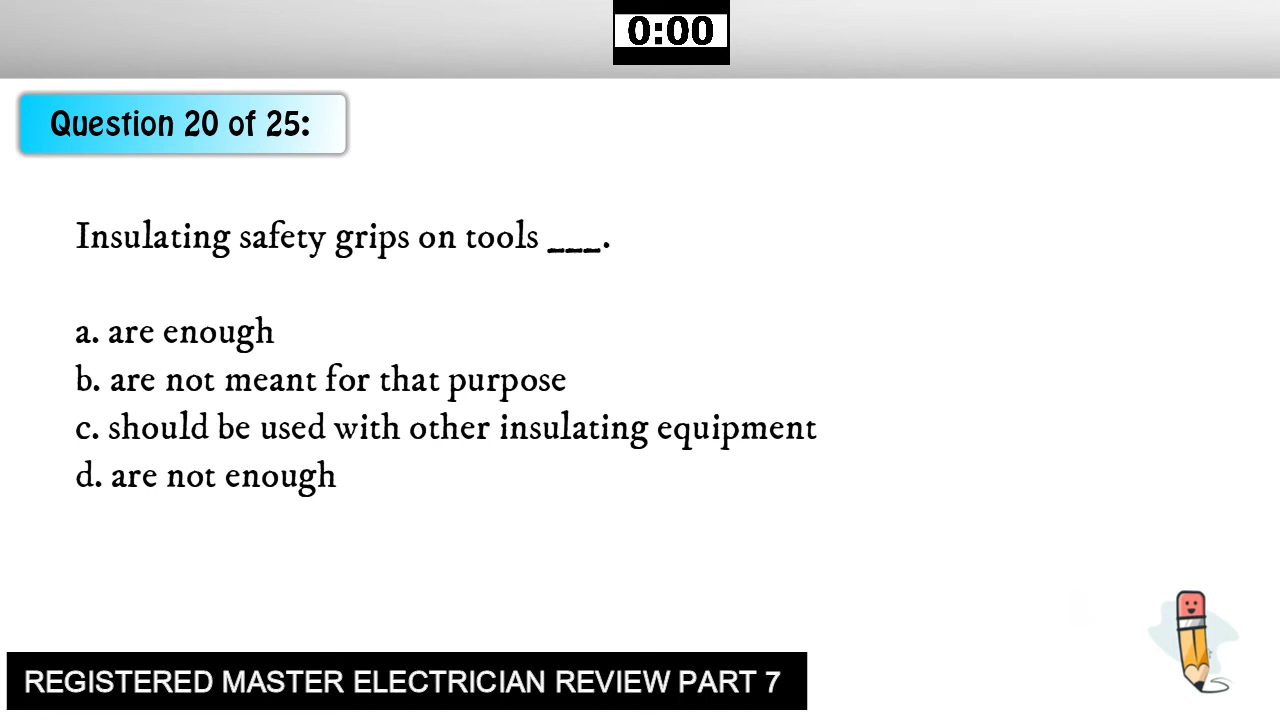 0:00
Question 20 of 25:
Insulating safety grips on tools ___.
a. are enough
b. are not meant for that purpose
c. should be used with other insulating equipment
d. are not enough
REGISTERED MASTER ELECTRICIAN REVIEW PART 7